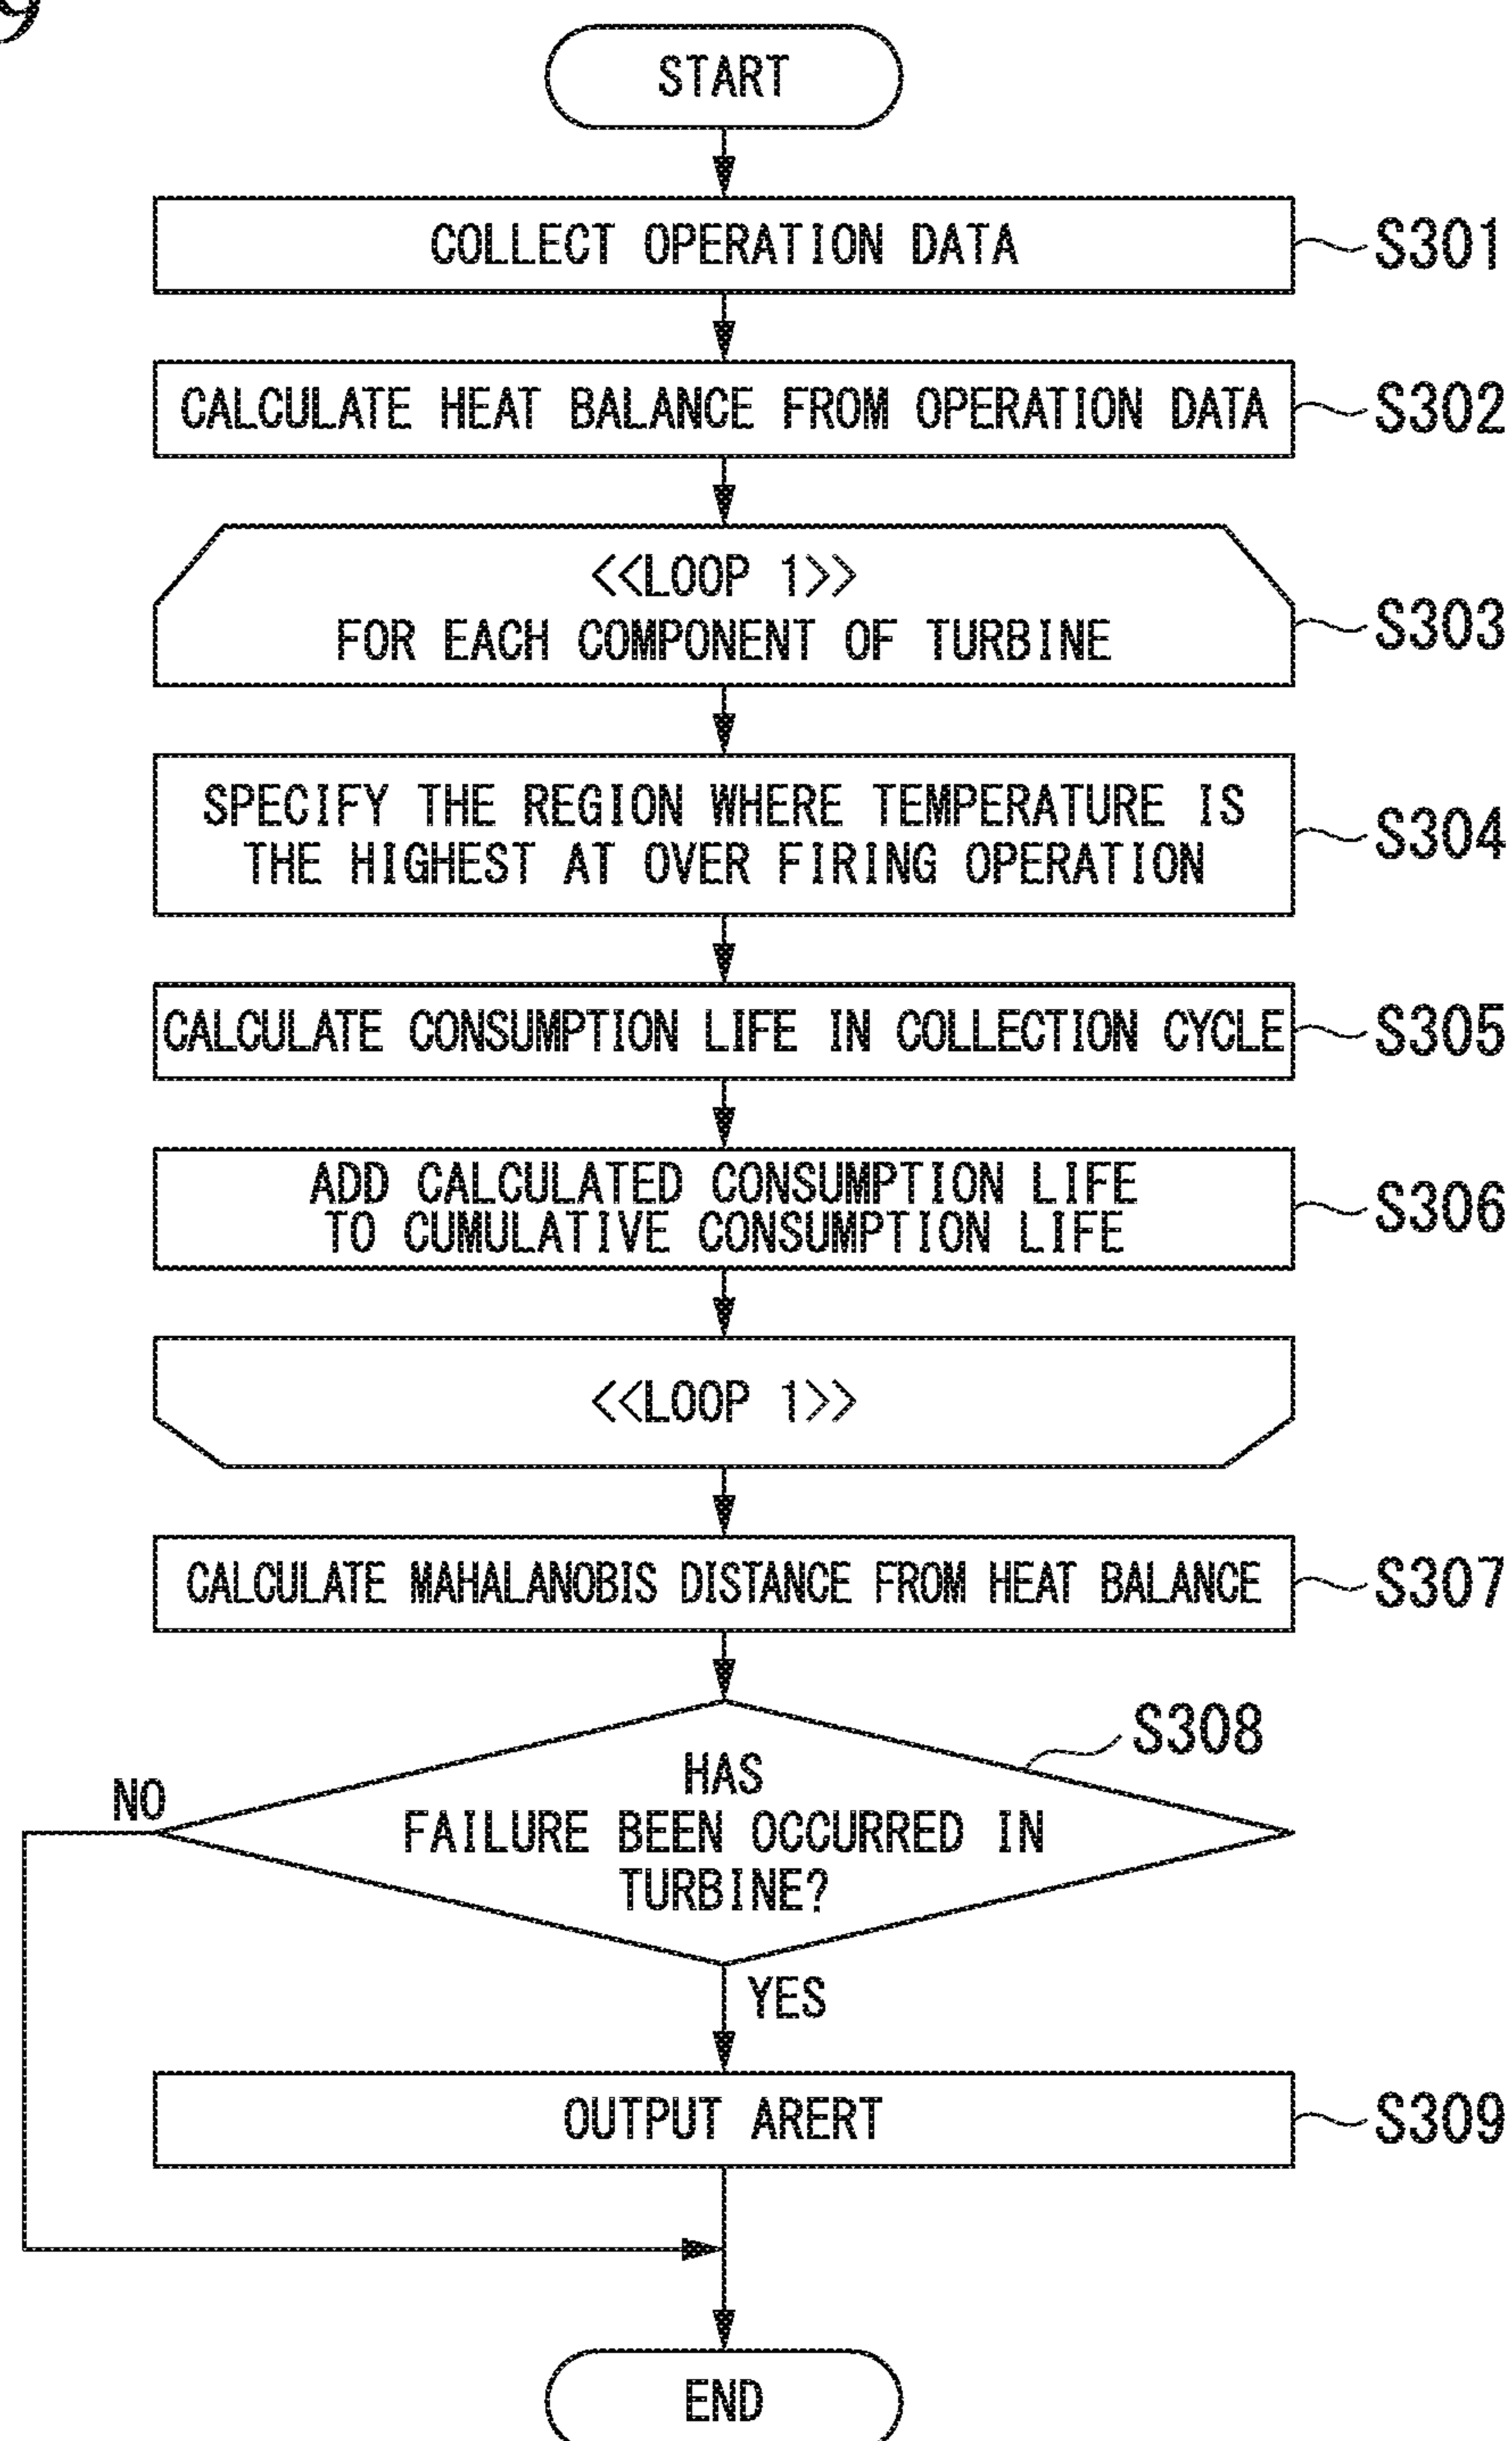 9
START
COLLECT OPERATION DATA
S301
CALCULATE HEAT BALANCE FROM OPERATION DATA
S302
<<LOOP 1>>
FOR EACH COMPONENT OF TURBINE
S303
SPECIFY THE REGION WHERE TEMPERATURE IS
THE HIGHEST AT OVER FIRING OPERATION
S304
CALCULATE CONSUMPTION LIFE IN COLLECTION CYCLE
S305
ADD CALCULATED CONSUMPTION LIFE
TO CUMULATIVE CONSUMPTION LIFE
S306
<<LOOP 1>>
CALCULATE MAHALANOBIS DISTANCE FROM HEAT BALANCE
S307
S308
HAS
FAILURE BEEN OCCURRED IN
TURBINE?
NO
YES
OUTPUT ARERT
S309
END